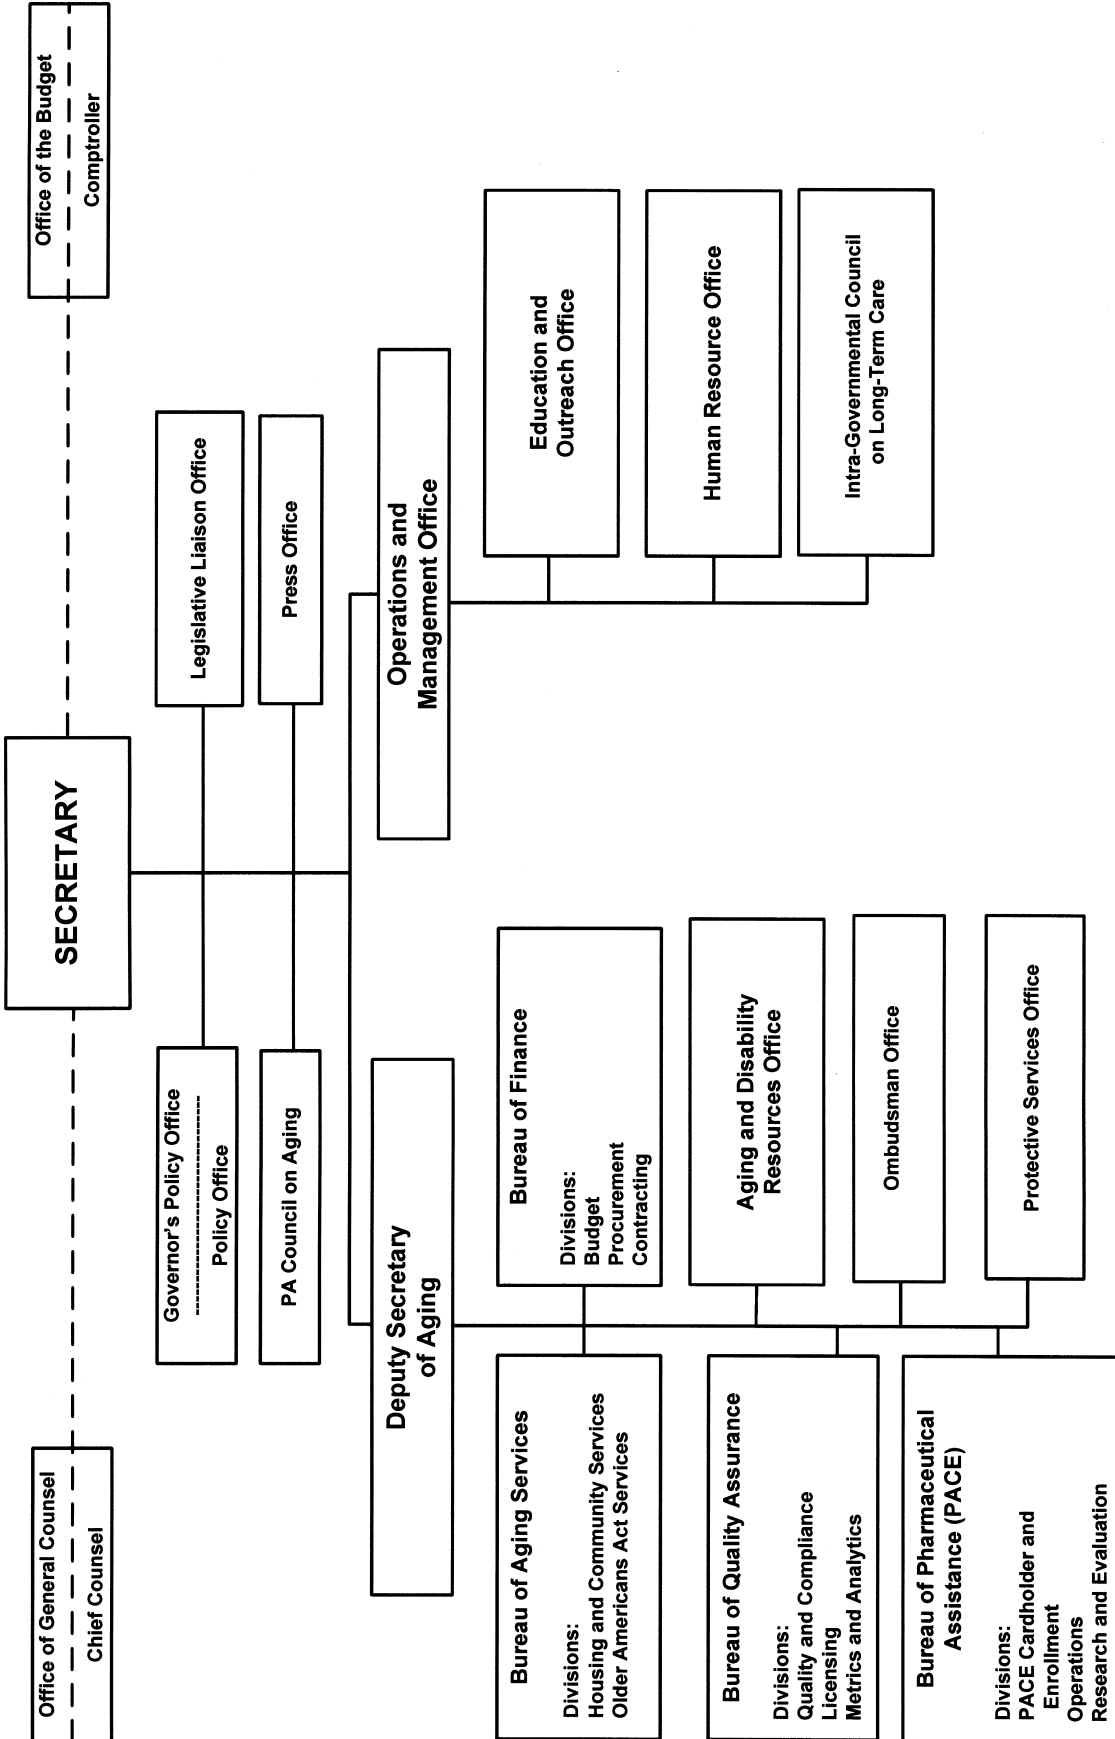 Office of General Counsel
Chief Counsel
SECRETARY
Office of the Budget
Comptroller
Governor's Policy Office
Policy Office
Legislative Liaison Office
PA Council on Aging
Press Office
Deputy Secretary
of Aging
Operations and
Management Office
Bureau of Aging Services
Divisions:
Housing and Community Services
Older Americans Act Services
Bureau of Finance
Divisions:
Budget
Procurement
Contracting
Education and
Outreach Office
Bureau of Quality Assurance
Divisions:
Quality and Compliance
Licensing
Metrics and Analytics
Aging and Disability
Resources Office
Human Resource Office
Ombudsman Office
Intra-Governmental Council
on Long-Term Care
Bureau of Pharmaceutical
Assistance (PACE)
Divisions:
PACE Cardholder and
Enrollment
Operations
Research and Evaluation
Protective Services Office